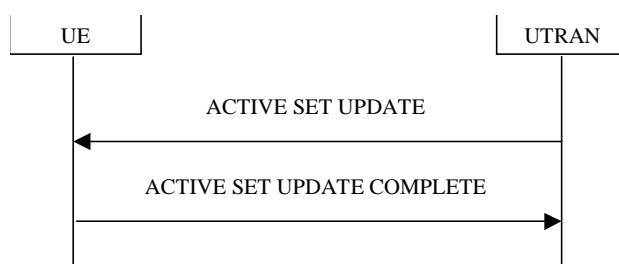 UE
UTRAN
ACTIVE SET UPDATE
ACTIVE SET UPDATE COMPLETE